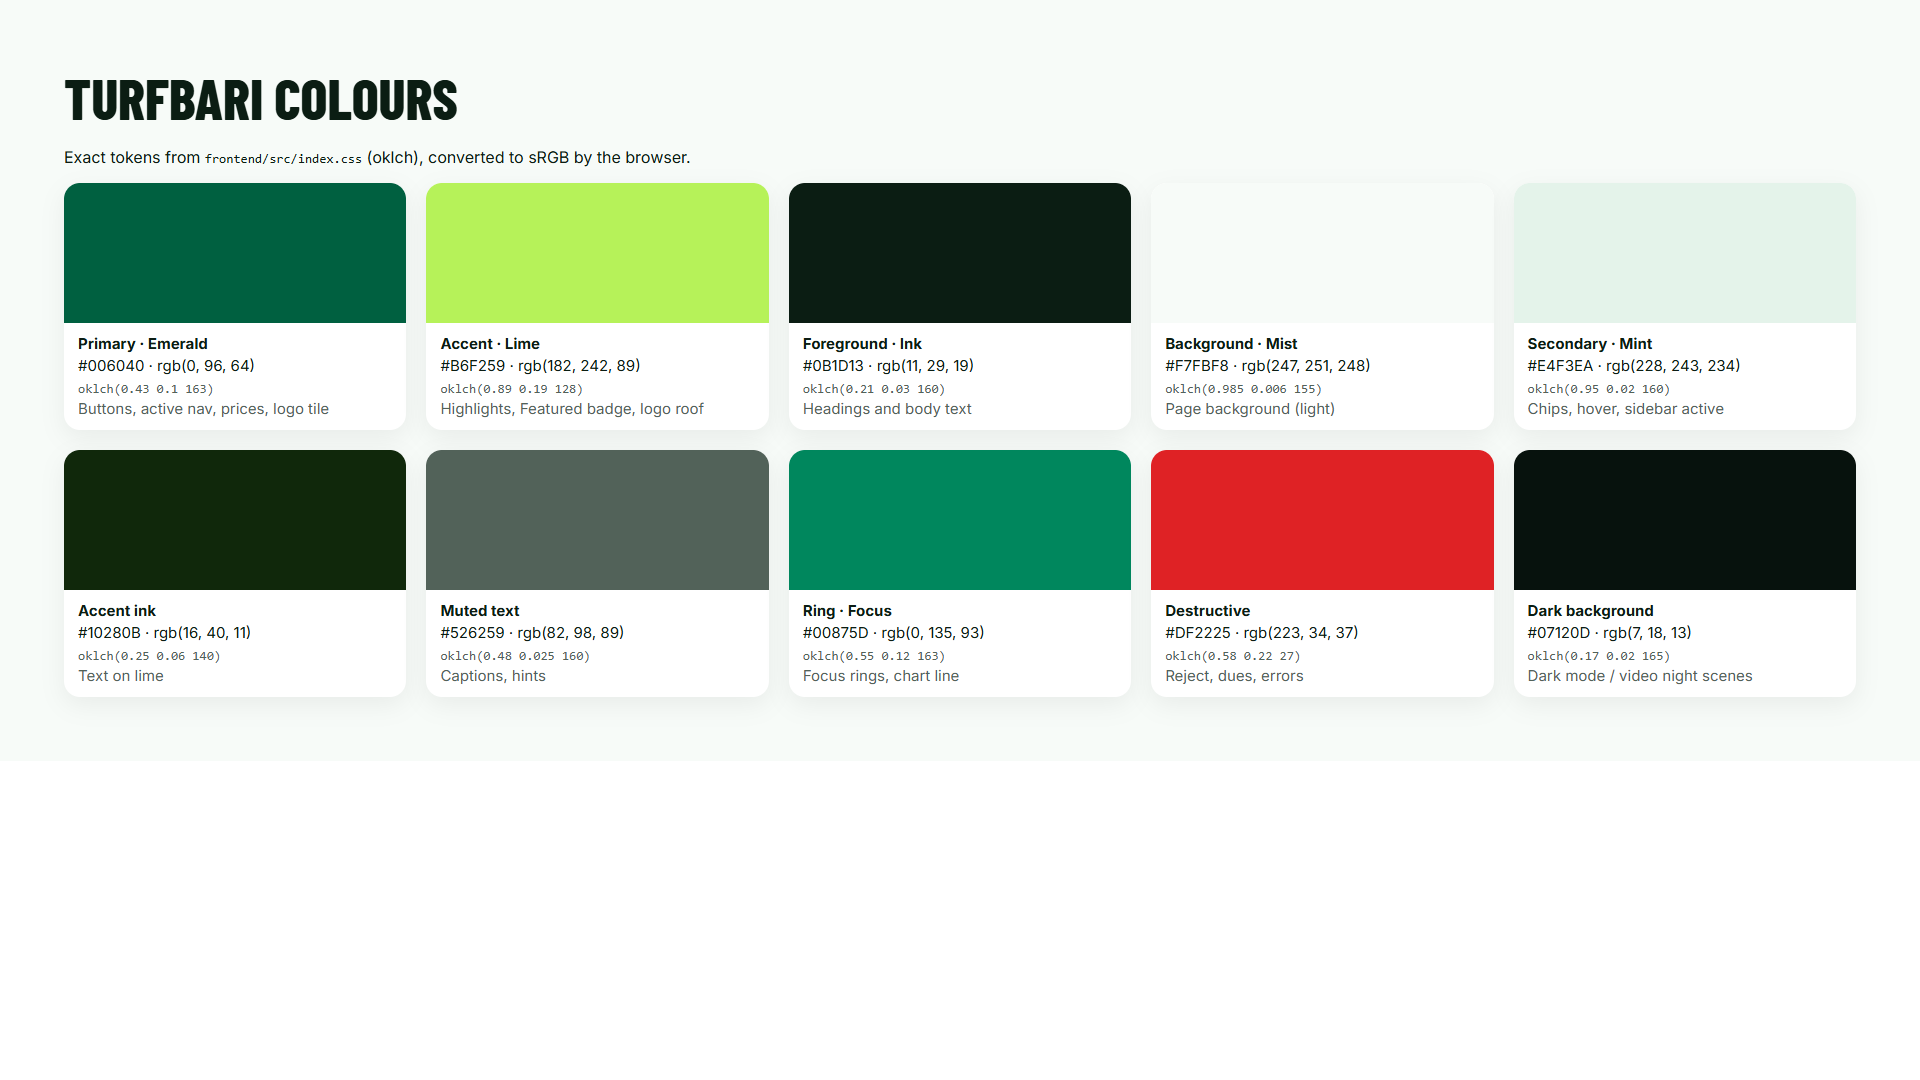 TURFBARI COLOURS
Exact tokens from frontend/src/index.css (oklch), converted to sRGB by the browser.
Primary · Emerald
#006040 · rgb(0, 96, 64)
oklch(0.43 0.1 163)
Buttons, active nav, prices, logo tile
Accent · Lime
#B6F259 · rgb(182, 242, 89)
oklch(0.89 0.19 128)
Highlights, Featured badge, logo roof
Foreground · Ink
#0B1D13 · rgb(11, 29, 19)
oklch(0.21 0.03 160)
Headings and body text
Background · Mist
#F7FBF8 · rgb(247, 251, 248)
oklch(0.985 0.006 155)
Page background (light)
Secondary · Mint
#E4F3EA · rgb(228, 243, 234)
oklch(0.95 0.02 160)
Chips, hover, sidebar active
Accent ink
#10280B · rgb(16, 40, 11)
oklch(0.25 0.06 140)
Text on lime
Muted text
#526259 · rgb(82, 98, 89)
oklch(0.48 0.025 160)
Captions, hints
Ring · Focus
#00875D · rgb(0, 135, 93)
oklch(0.55 0.12 163)
Focus rings, chart line
Destructive
#DF2225 · rgb(223, 34, 37)
oklch(0.58 0.22 27)
Reject, dues, errors
Dark background
#07120D · rgb(7, 18, 13)
oklch(0.17 0.02 165)
Dark mode / video night scenes